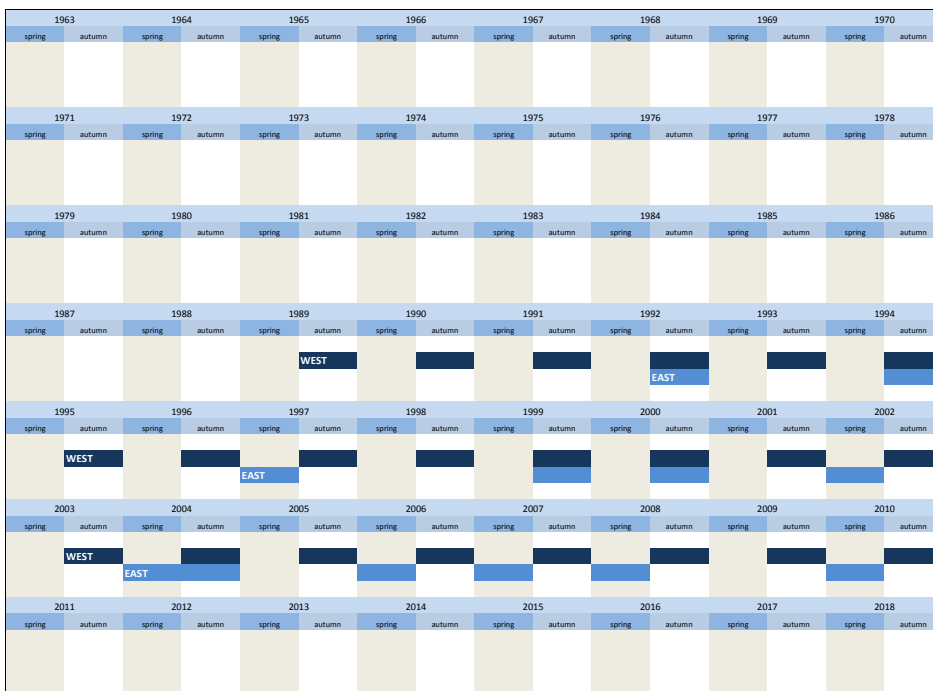 1963 1964 1965 1966 1967 1968 1969 1970
spring autumn spring autumn spring autumn spring autumn spring autumn spring autumn spring autumn spring autumn
1971 1972 1973 1974 1975 1976 1977 1978
spring autumn spring autumn spring autumn spring autumn spring autumn spring autumn spring autumn spring autumn
1979 1980 1981 1982 1983 1984 1985 1986
spring autumn spring autumn spring autumn spring autumn spring autumn spring autumn spring autumn spring autumn
1987 1988 1989 1990 1991 1992 1993 1994
spring autumn spring autumn spring autumn spring autumn spring autumn spring autumn spring autumn spring autumn
WEST
EAST
1995 1996 1997 1998 1999 2000 2001 2002
spring autumn spring autumn spring autumn spring autumn spring autumn spring autumn spring autumn spring autumn
WEST
EAST
2003 2004 2005 2006 2007 2008 2009 2010
spring autumn spring autumn spring autumn spring autumn spring autumn spring autumn spring autumn spring autumn
WEST
EAST
2011 2012 2013 2014 2015 2016 2017 2018
spring autumn spring autumn spring autumn spring autumn spring autumn spring autumn spring autumn spring autumn